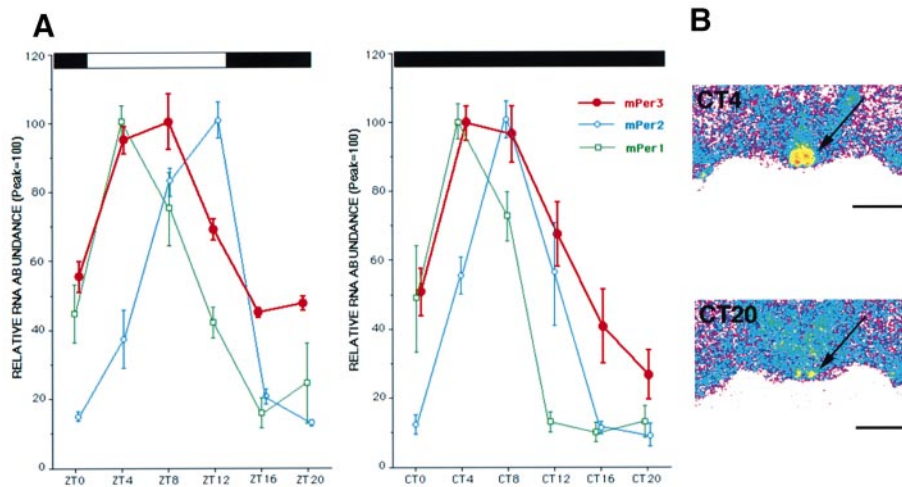 A
B
RELATIVE RNA ABUNDANCE (Peak=100)
120
100
80
60
40
20
0
ZT0 ZT4 ZT8 ZT12 ZT16 ZT20
RELATIVE RNA ABUNDANCE (Peak=100)
120
100
80
60
40
20
0
CT0 CT4 CT8 CT12 CT16 CT20
mPer3
mPer2
mPer1
CT4
CT20